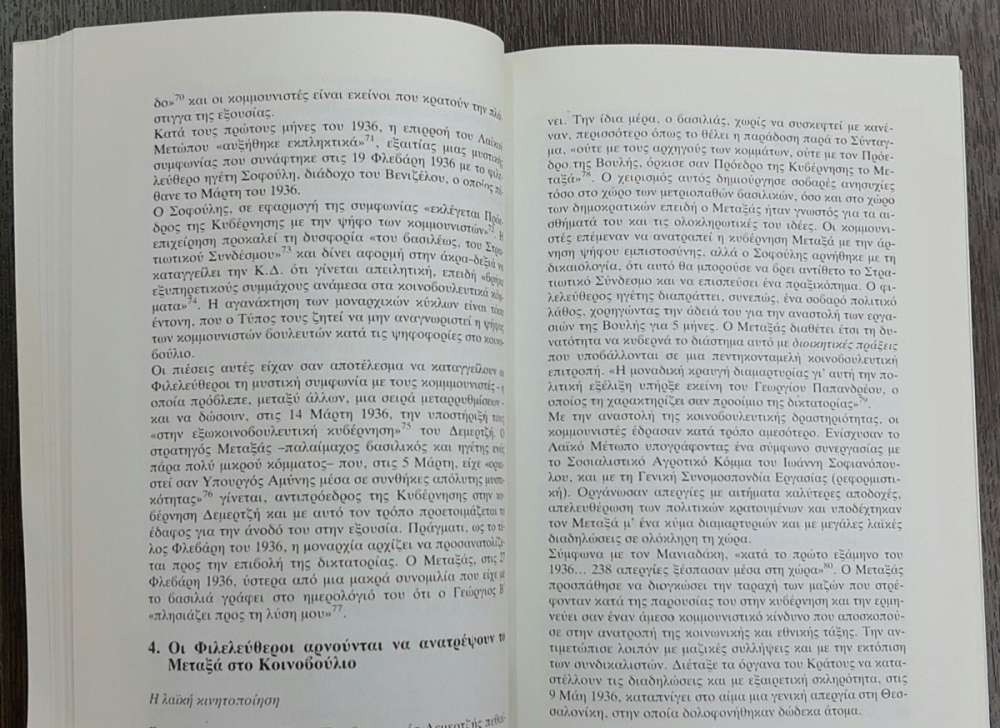 δο»70 και οι κομμουνιστές είναι εκείνοι που κρατούν την
στιγγα της εξουσίας.
Κατά τους πρώτους μήνες του 1936, η επιρροή του Λαϊκού
Μετώπου «αυξήθηκε εκπληκτικά»71, εξαιτίας μιας μυστικής
συμφωνίας που συνάφτηκε στις 19 Φλεβάρη 1936 με το φιλε-
λεύθερο ηγέτη Σοφούλη, διάδοχο του Βενιζέλου, ο οποίος πέ-
θανε το Μάρτη του 1936.
Ο Σοφούλης, σε εφαρμογή της συμφωνίας «εκλέγεται Πρόε-
δρος της Κυβέρνησης με την ψήφο των κομμουνιστών»72. Η
επιχείρηση προκαλεί τη δυσφορία «του βασιλέως, του Στρα-
τιωτικού Συνδέσμου»73 και δίνει αφορμή στην άκρα–δεξιά να
καταγγείλει την Κ.Δ. ότι γίνεται απειλητική, επειδή «βρήκε
εξυπηρετικούς συμμάχους ανάμεσα στα κοινοβουλευτικά κόμ-
ματα»74. Η αγανάκτηση των μοναρχικών κύκλων είναι τόσο
έντονη, που ο Τύπος τους ζητεί να μην αναγνωριστεί η ψήφος
των κομμουνιστών βουλευτών κατά τις ψηφοφορίες στο κοινο-
βούλιο.
Οι πιέσεις αυτές είχαν σαν αποτέλεσμα να καταγγείλουν οι
Φιλελεύθεροι τη μυστική συμφωνία με τους κομμουνιστές - η
οποία πρόβλεπε, μεταξύ άλλων, μια σειρά μεταρρυθμίσεων -
και να δώσουν, στις 14 Μάρτη 1936, την υποστήριξή τους
«στην εξωκοινοβουλευτική κυβέρνηση»75 του Δεμερτζή. Ο
στρατηγός Μεταξάς –παλαίμαχος βασιλικός και ηγέτης ενός
πάρα πολύ μικρού κόμματος– που, στις 5 Μάρτη, είχε «ορι-
στεί σαν Υπουργός Αμύνης μέσα σε συνθήκες απόλυτης μυστι-
κότητας»76 γίνεται, αντιπρόεδρος της Κυβέρνησης στην κυ-
βέρνηση Δεμερτζή και με αυτό τον τρόπο προετοιμάζεται το
έδαφος για την άνοδό του στην εξουσία. Πράγματι, ως το τέ-
λος Φλεβάρη του 1936, η μοναρχία αρχίζει να προσανατολίζε-
ται προς την επιβολή της δικτατορίας. Ο Μεταξάς, στις 27
Φλεβάρη 1936, ύστερα από μια μακρά συνομιλία που είχε με
το βασιλιά γράφει στο ημερολόγιό του ότι ο Γεώργιος Β΄
«πλησιάζει προς τη λύση μου»77.
4. Οι Φιλελεύθεροι αρνούνται να ανατρέψουν το
Μεταξά στο Κοινοβούλιο
Η λαϊκή κινητοποίηση
Δεμερτζής πεθα-
νει. Την ίδια μέρα, ο βασιλιάς, χωρίς να συσκεφτεί με κανέ-
ναν, περισσότερο όπως το θέλει η παράδοση παρά το Σύνταγ-
μα, «ούτε με τους αρχηγούς των κομμάτων, ούτε με τον Πρόε-
δρο της Βουλής, όρκισε σαν Πρόεδρο της Κυβέρνησης το Με-
ταξά»78. Ο χειρισμός αυτός δημιούργησε σοβαρές ανησυχίες
τόσο στο χώρο των μετριοπαθών βασιλικών, όσο και στο χώρο
των δημοκρατικών επειδή ο Μεταξάς ήταν γνωστός για τα αι-
σθήματά του και τις ολοκληρωτικές του ιδέες. Οι κομμουνι-
στές επέμεναν να ανατραπεί η κυβέρνηση Μεταξά με την άρ-
νηση ψήφου εμπιστοσύνης, αλλά ο Σοφούλης αρνήθηκε με τη
δικαιολογία, ότι αυτό θα μπορούσε να βρει αντίθετο το Στρα-
τιωτικό Σύνδεσμο και να επισπεύσει ένα πραξικόπημα. Ο φι-
λελεύθερος ηγέτης διαπράττει, συνεπώς, ένα σοβαρό πολιτικό
λάθος, χορηγώντας την άδειά του για την αναστολή των εργα-
σιών της Βουλής για 5 μήνες. Ο Μεταξάς διαθέτει έτσι τη δυ-
νατότητα να κυβερνά το διάστημα αυτό με διοικητικές πράξεις
που υποβάλλονται σε μια πεντηκονταμελή κοινοβουλευτική
επιτροπή. «Η μοναδική κραυγή διαμαρτυρίας γι' αυτή την πο-
λιτική εξέλιξη υπήρξε εκείνη του Γεωργίου Παπανδρέου, ο
οποίος τη χαρακτηρίζει σαν προοίμιο της δικτατορίας»79.
Με την αναστολή της κοινοβουλευτικής δραστηριότητας, οι
κομμουνιστές έδρασαν κατά τρόπο αμεσότερο. Ενίσχυσαν το
Λαϊκό Μέτωπο υπογράφοντας ένα σύμφωνο συνεργασίας με
το Σοσιαλιστικό Αγροτικό Κόμμα του Ιωάννη Σοφιανόπου-
λου, και με τη Γενική Συνομοσπονδία Εργασίας (ρεφορμιστι-
κή). Οργάνωσαν απεργίες με αιτήματα καλύτερες αποδοχές,
απελευθέρωση των πολιτικών κρατουμένων και υποδέχτηκαν
τον Μεταξά μ' ένα κύμα διαμαρτυριών και με μεγάλες λαϊκές
διαδηλώσεις σε ολόκληρη τη χώρα.
Σύμφωνα με τον Μανιαδάκη, «κατά το πρώτο εξάμηνο του
1936... 238 απεργίες ξέσπασαν μέσα στη χώρα»80. Ο Μεταξάς
προσπάθησε να διογκώσει την ταραχή των μαζών που στρέ-
φονταν κατά της παρουσίας του στην κυβέρνηση και την ερμη-
νεύει σαν έναν άμεσο κομμουνιστικό κίνδυνο που αποσκοπού-
σε στην ανατροπή της κοινωνικής και εθνικής τάξης. Την αν-
τιμετώπισε λοιπόν με μαζικές συλλήψεις και με την εκτόπιση
των συνδικαλιστών. Διέταξε τα όργανα του Κράτους να κατα-
στέλλουν τις διαδηλώσεις και με εξαιρετική σκληρότητα, στις
9 Μάη 1936, καταπνίγει στο αίμα μια γενική απεργία στη Θεσ-
σαλονίκη, στην οποία δολοφονήθηκαν δώδεκα άτομα.